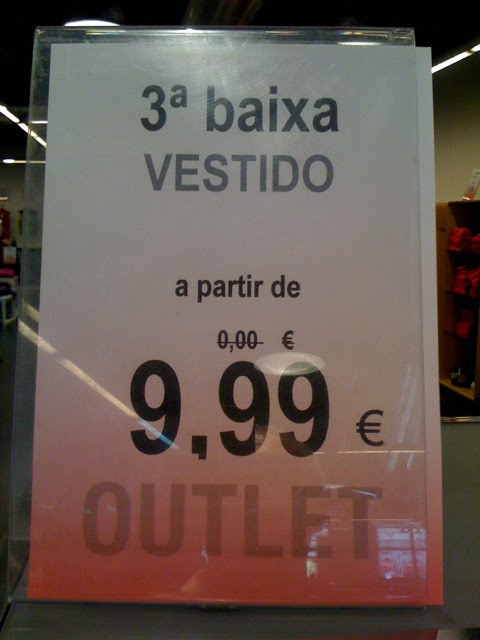 3ª baixa
VESTIDO
a partir de
0,00 €
9,99 €
OUTLET